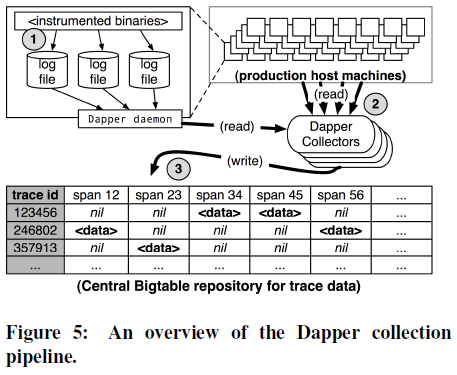 <instrumented binaries>
1
log file
log file
log file
Dapper daemon
(production host machines)
(read)
(read)
2
Dapper Collectors
3
(write)
trace id span 12 span 23 span 34 span 45 span 56 ...
123456 nil nil <data> <data> nil ...
246802 <data> nil nil nil <data> ...
357913 nil <data> nil nil nil ...
... ... ... ... ... ... ...
(Central Bigtable repository for trace data)
Figure 5: An overview of the Dapper collection
pipeline.